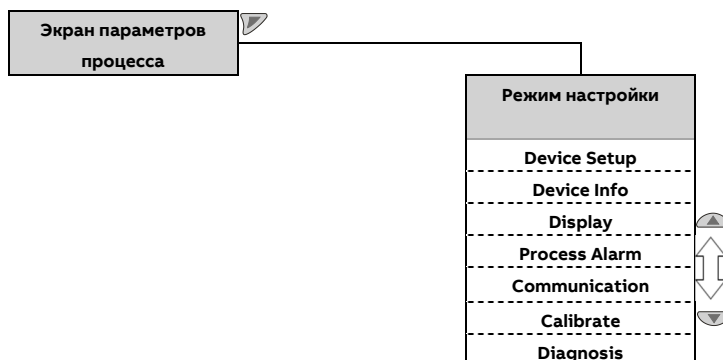 Экран параметров
процесса
Режим настройки
Device Setup
Device Info
Display
Process Alarm
Communication
Calibrate
Diagnosis